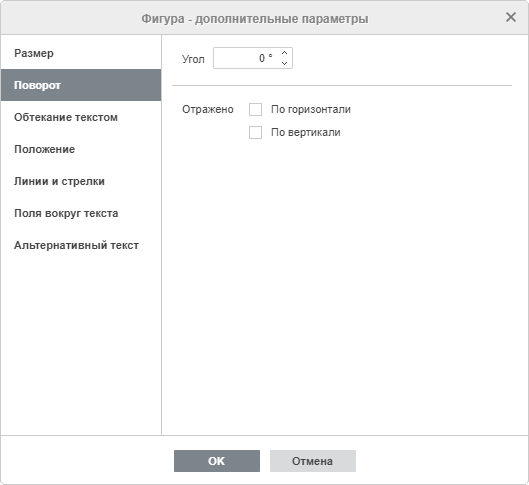 Фигура - дополнительные параметры
Размер
Поворот
Обтекание текстом
Положение
Линии и стрелки
Поля вокруг текста
Альтернативный текст
Угол 0 °
Отражено По горизонтали
По вертикали
OK Отмена